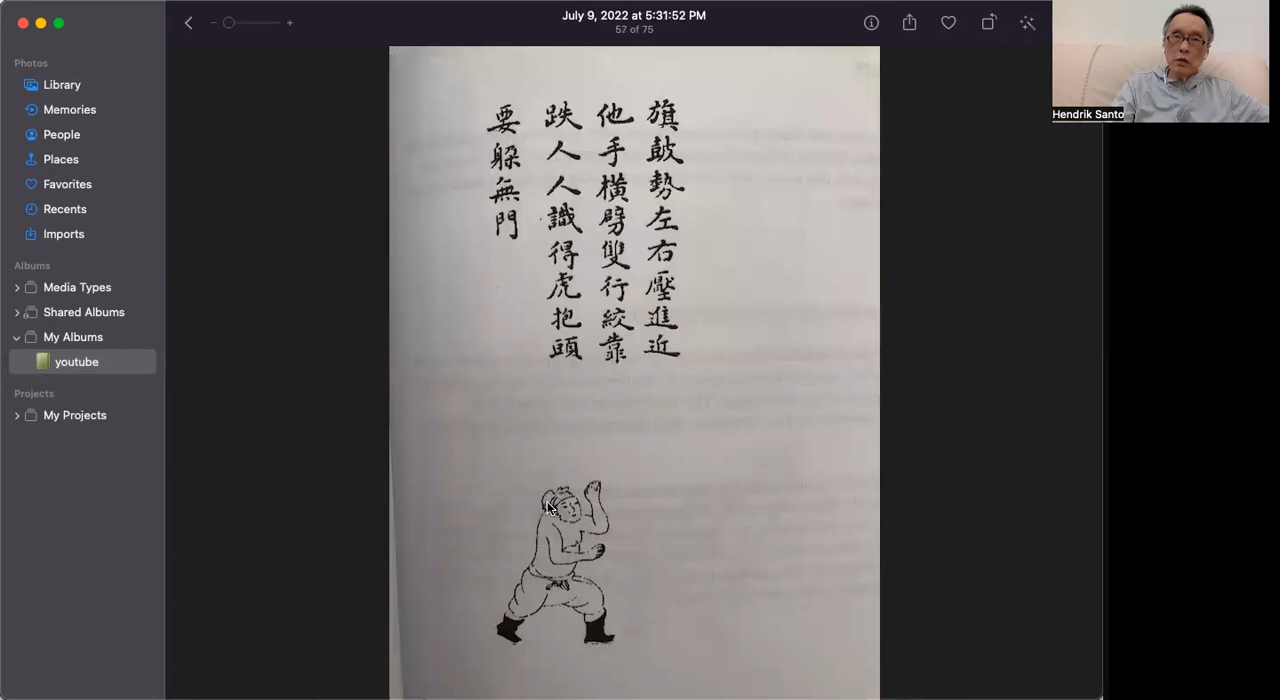 July 9, 2022 at 5:31:52 PM
57 of 75
Photos
Library
Memories
People
Places
Favorites
Recents
Imports
Albums
Media Types
Shared Albums
My Albums
youtube
Projects
My Projects
Hendrik Santo
旗鼓勢左右壓進近
他手橫劈雙行絞靠
跌人人識得虎抱頭
要躲無門